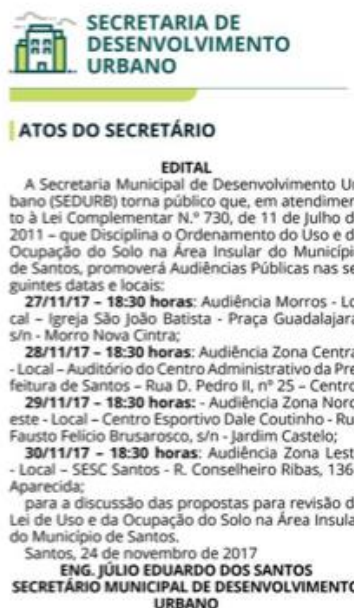 SECRETARIA DE
DESENVOLVIMENTO
URBANO
ATOS DO SECRETÁRIO
EDITAL
A Secretaria Municipal de Desenvolvimento Ur
bano (SEDURB) torna público que, em atendimen
to à Lei Complementar N.º 730, de 11 de Julho d
2011 – que Disciplina o Ordenamento do Uso e d
Ocupação do Solo na Área Insular do Municípi
de Santos, promoverá Audiências Públicas nas se
guintes datas e locais:
27/11/17 – 18:30 horas: Audiência Morros - Lo
cal – Igreja São João Batista - Praça Guadalajara
s/n - Morro Nova Cintra;
28/11/17 – 18:30 horas: Audiência Zona Centra
- Local – Auditório do Centro Administrativo da Pre
feitura de Santos – Rua D. Pedro II, nº 25 – Centro
29/11/17 – 18:30 horas: - Audiência Zona Noro
este - Local – Centro Esportivo Dale Coutinho - Ru
Fausto Felício Brusarosco, s/n - Jardim Castelo;
30/11/17 – 18:30 horas: Audiência Zona Lest
- Local – SESC Santos - R. Conselheiro Ribas, 136
Aparecida;
para a discussão das propostas para revisão d
Lei de Uso e da Ocupação do Solo na Área Insula
do Município de Santos.
Santos, 24 de novembro de 2017
ENG. JÚLIO EDUARDO DOS SANTOS
SECRETÁRIO MUNICIPAL DE DESENVOLVIMENTO
URBANO